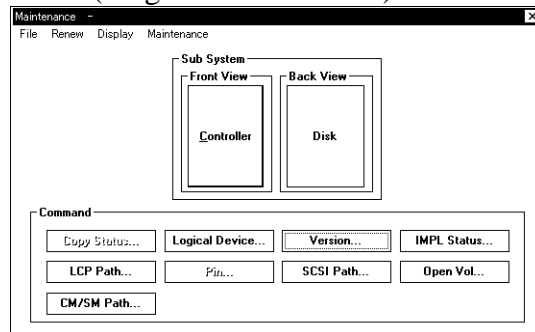 Maintenance -
File Renew Display Maintenance
Sub System
Front View Back View
Controller Disk
Command
Copy Status... Logical Device... Version... IMPL Status...
LCP Path... Pin... SCSI Path... Open Vol...
CM/SM Path...